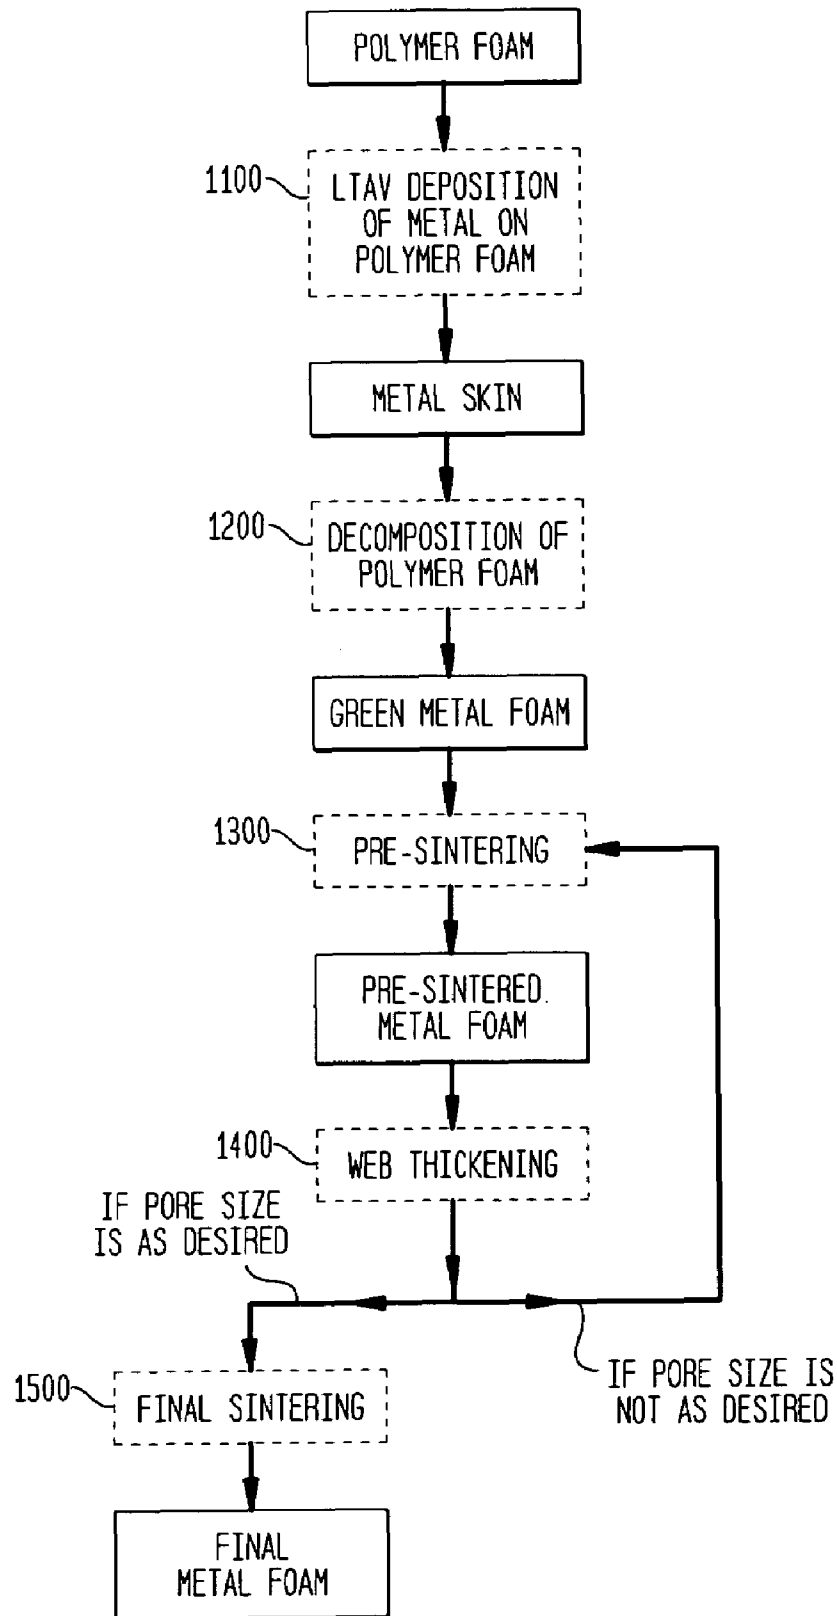 POLYMER FOAM
1100
LTAV DEPOSITION
OF METAL ON
POLYMER FOAM
METAL SKIN
1200
DECOMPOSITION OF
POLYMER FOAM
GREEN METAL FOAM
1300
PRE-SINTERING
PRE-SINTERED.
METAL FOAM
1400
WEB THICKENING
IF PORE SIZE
IS AS DESIRED
IF PORE SIZE IS
NOT AS DESIRED
1500
FINAL SINTERING
FINAL
METAL FOAM